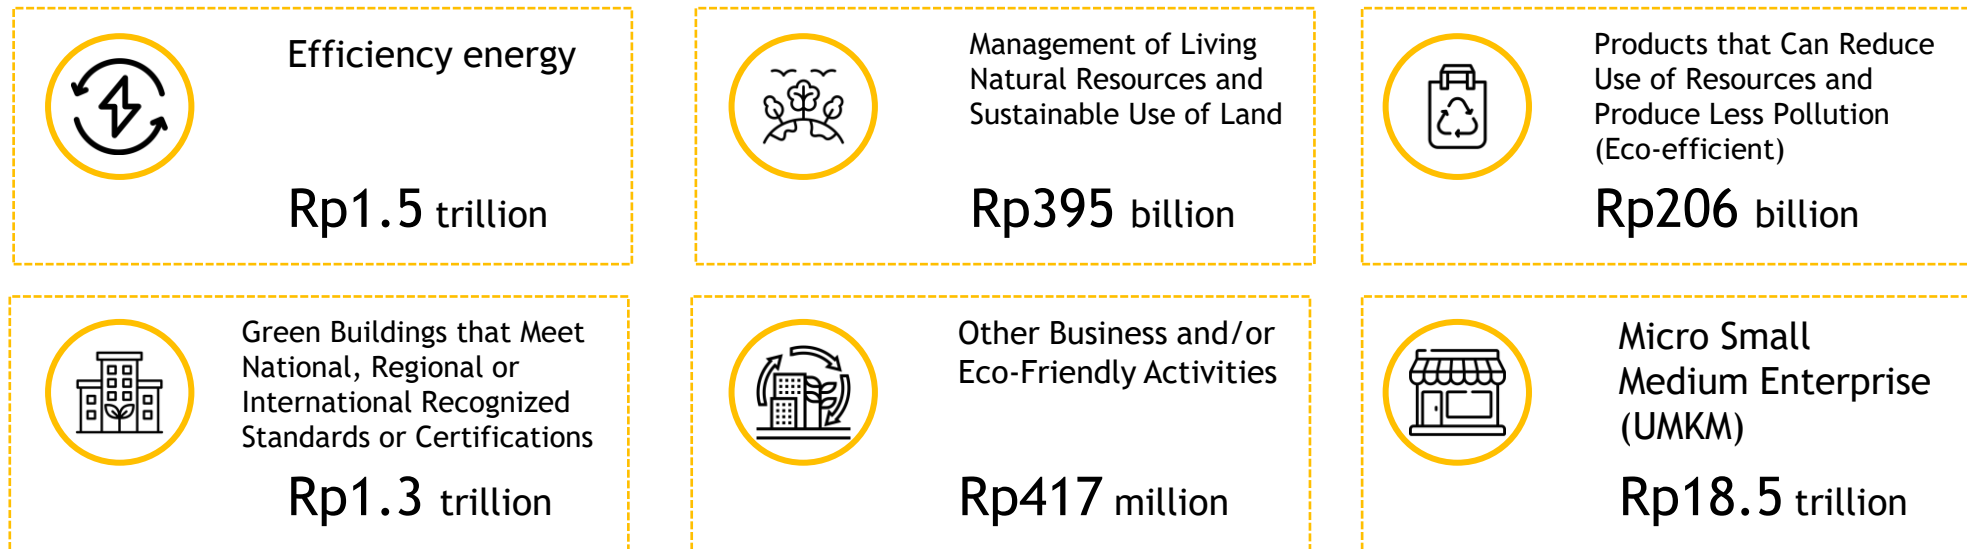 Efficiency energy
Rp1.5 trillion
Management of Living
Natural Resources and
Sustainable Use of Land
Rp395 billion
Products that Can Reduce
Use of Resources and
Produce Less Pollution
(Eco-efficient)
Rp206 billion
Green Buildings that Meet
National, Regional or
International Recognized
Standards or Certifications
Rp1.3 trillion
Other Business and/or
Eco-Friendly Activities
Rp417 million
Micro Small
Medium Enterprise
(UMKM)
Rp18.5 trillion